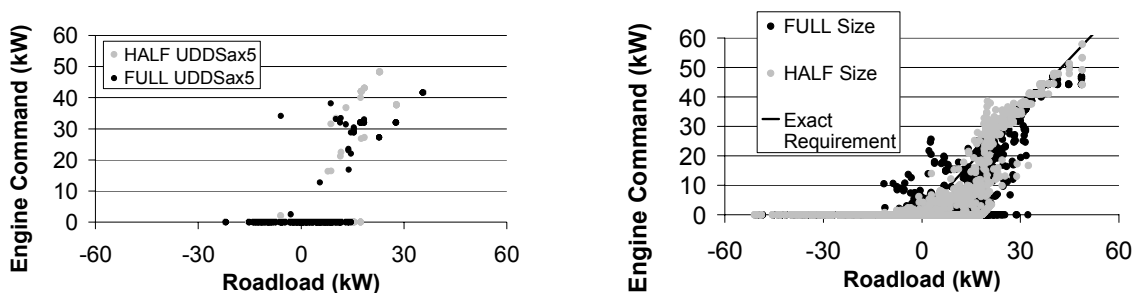 Engine Command (kW)
60
50
40
30
20
10
0
HALF UDDSax5
FULL UDDSax5
-60
-30
0
30
60
Roadload (kW)
Engine Command (kW)
60
50
40
30
20
10
0
FULL Size
HALF Size
Exact
Requirement
-60
-30
0
30
60
Roadload (kW)